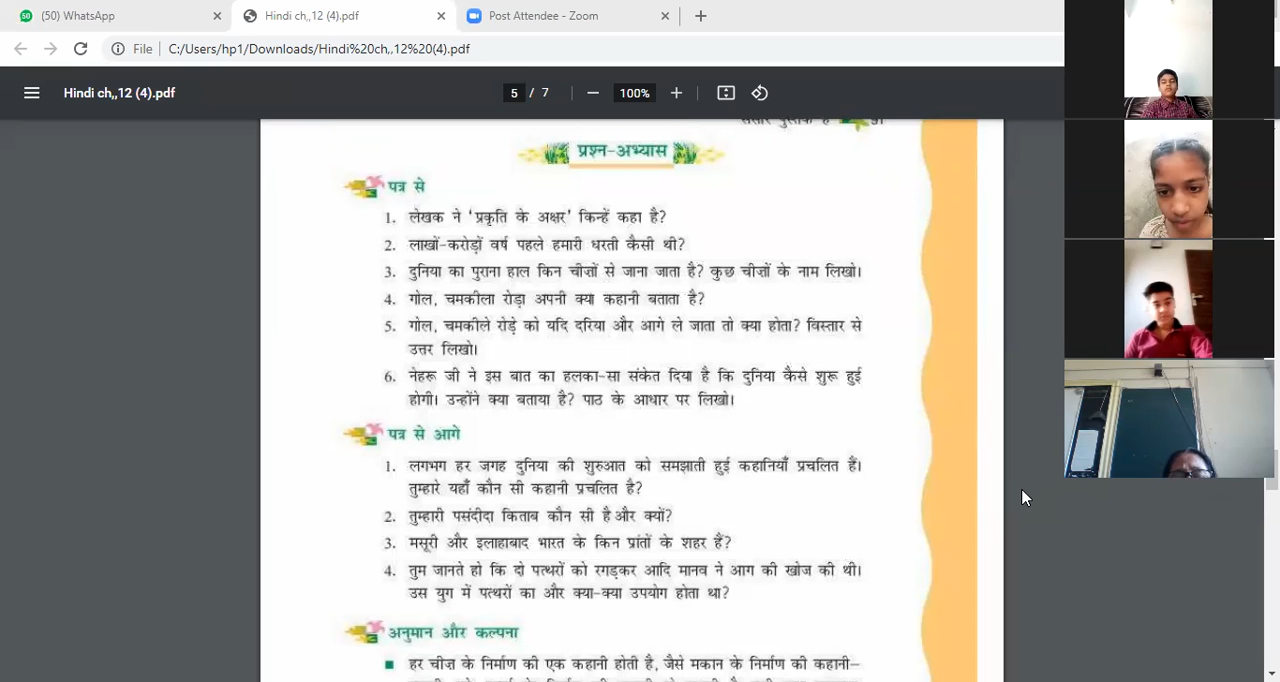 (50) WhatsApp
Hindi ch,,12 (4).pdf
Post Attendee - Zoom
File
C:/Users/hp1/Downloads/Hindi%20ch,,12%20(4).pdf
Hindi ch,,12 (4).pdf
5 / 7
100%
संसार पुस्तक है
प्रश्न-अभ्यास
पत्र से
1. लेखक ने 'प्रकृति के अक्षर' किन्हें कहा है?
2. लाखों-करोड़ों वर्ष पहले हमारी धरती कैसी थी?
3. दुनिया का पुराना हाल किन चीज़ों से जाना जाता है? कुछ चीज़ों के नाम लिखो।
4. गोल, चमकीला रोड़ा अपनी क्या कहानी बताता है?
5. गोल, चमकीले रोड़े को यदि दरिया और आगे ले जाता तो क्या होता? विस्तार से
उत्तर लिखो।
6. नेहरू जी ने इस बात का हलका-सा संकेत दिया है कि दुनिया कैसे शुरू हुई
होगी। उन्होंने क्या बताया है? पाठ के आधार पर लिखो।
पत्र से आगे
1. लगभग हर जगह दुनिया की शुरुआत को समझाती हुई कहानियाँ प्रचलित हैं।
तुम्हारे यहाँ कौन सी कहानी प्रचलित है?
2. तुम्हारी पसंदीदा किताब कौन सी है और क्यों?
3. मसूरी और इलाहाबाद भारत के किन प्रांतों के शहर हैं?
4. तुम जानते हो कि दो पत्थरों को रगड़कर आदि मानव ने आग की खोज की थी।
उस युग में पत्थरों का और क्या-क्या उपयोग होता था?
अनुमान और कल्पना
हर चीज़ के निर्माण की एक कहानी होती है, जैसे मकान के निर्माण की कहानी–